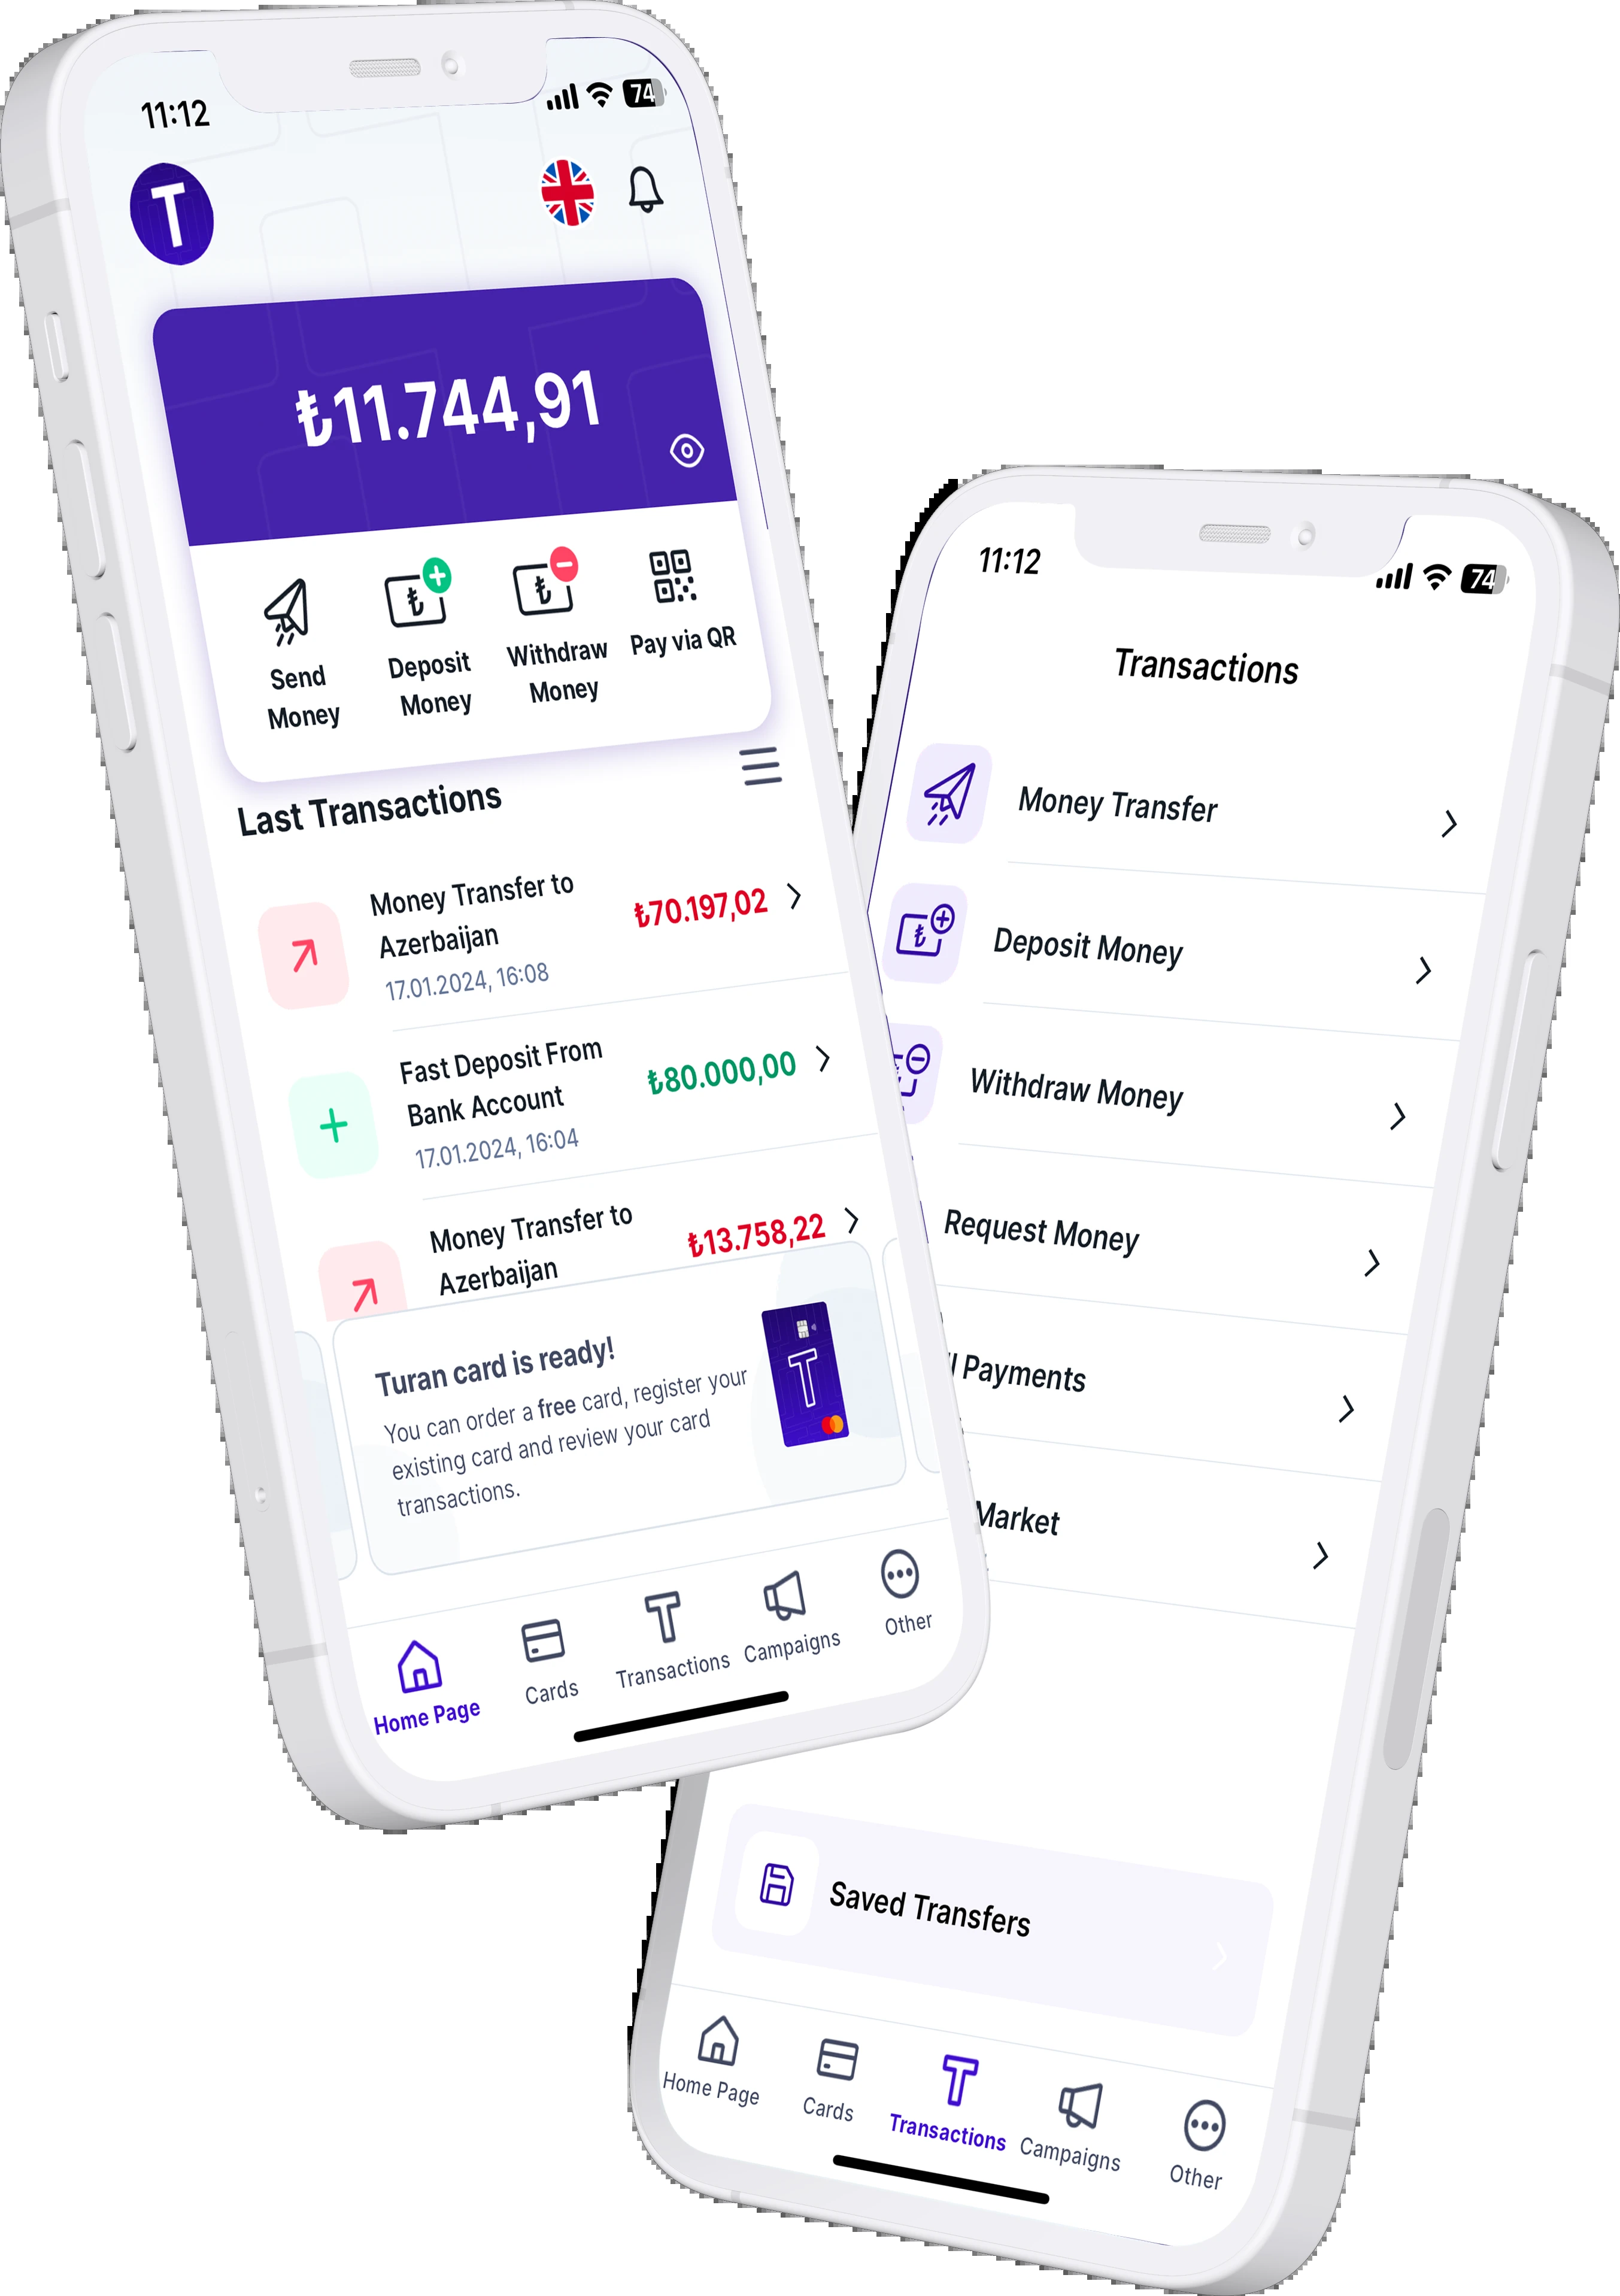 11:12
74
T
₺11.744,91
Send
Money
Deposit
Money
Withdraw
Money
Pay via QR
Last Transactions
Money Transfer to
Azerbaijan
₺70.197,02
17.01.2024, 16:08
Fast Deposit From
Bank Account
₺80.000,00
17.01.2024, 16:04
Money Transfer to
Azerbaijan
₺13.758,22
Turan card is ready!
You can order a free card, register your
existing card and review your card
transactions.
T
Home Page
Cards
Transactions
Campaigns
Other
11:12
74
Transactions
Money Transfer
Deposit Money
Withdraw Money
Request Money
Payments
Market
Saved Transfers
Home Page
Cards
Transactions
Campaigns
Other